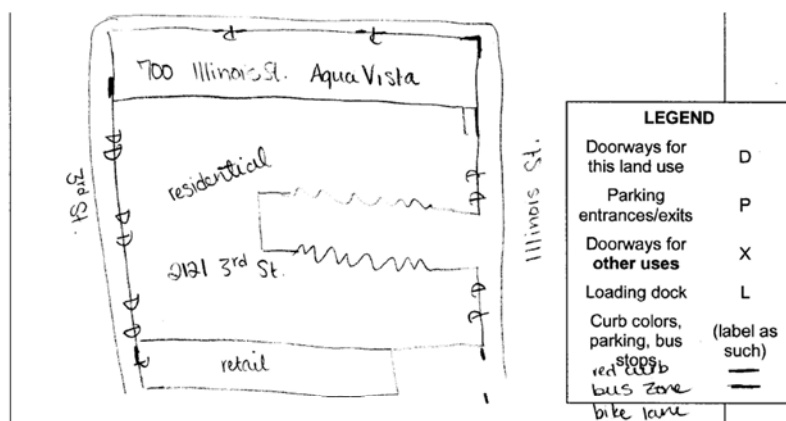 P P
700 Illinois St. Aqua Vista
D D
3rd St.
residential
P P
Illinois St.
D D
2121 3rd St.
D D
P P
P
retail
LEGEND
Doorways for
this land use D
Parking
entrances/exits P
Doorways for
other uses X
Loading dock L
Curb colors,
parking, bus
stops
(label as
such)
red curb
bus zone
bike lane